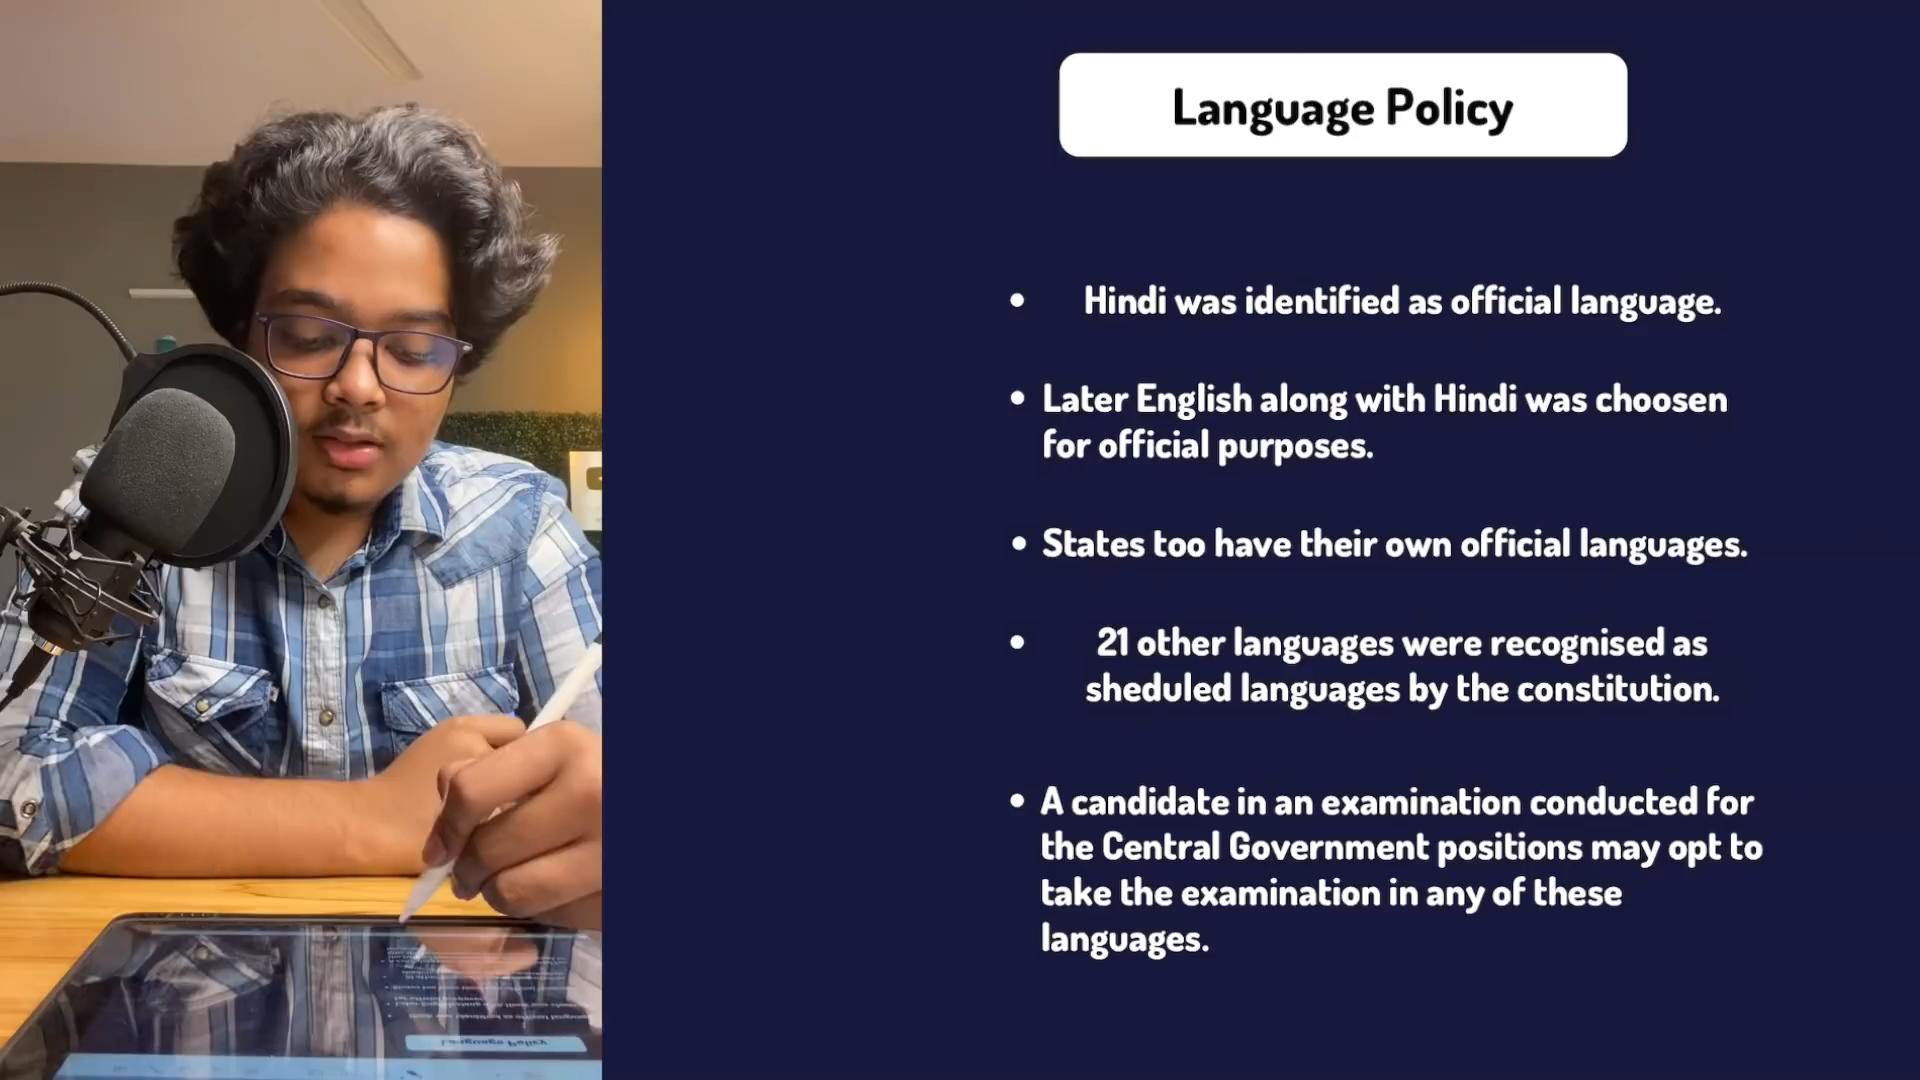 Language Policy
• Hindi was identified as official language.
• Later English along with Hindi was choosen
for official purposes.
• States too have their own official languages.
• 21 other languages were recognised as
sheduled languages by the constitution.
• A candidate in an examination conducted for
the Central Government positions may opt to
take the examination in any of these
languages.
Language Policy